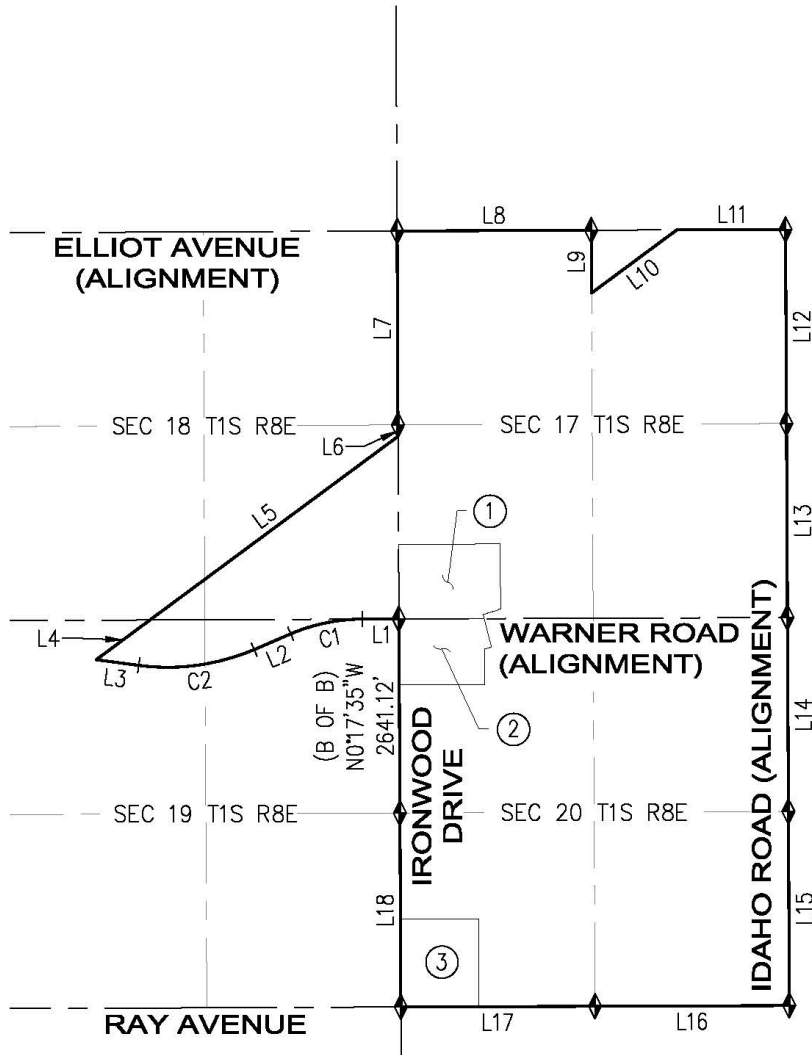 L8
L11
ELLIOT AVENUE
(ALIGNMENT)
L9
L10
L7
L12
SEC 18 T1S R8E
SEC 17 T1S R8E
L6
L5
1
L13
L4
L3
C2
L2
C1
L1
WARNER ROAD
(ALIGNMENT)
2
(B OF B)
N0°17'35"W
2641.12'
L14
IRONWOOD
DRIVE
IDAHO ROAD (ALIGNMENT)
SEC 19 T1S R8E
SEC 20 T1S R8E
L18
L15
3
RAY AVENUE
L17
L16